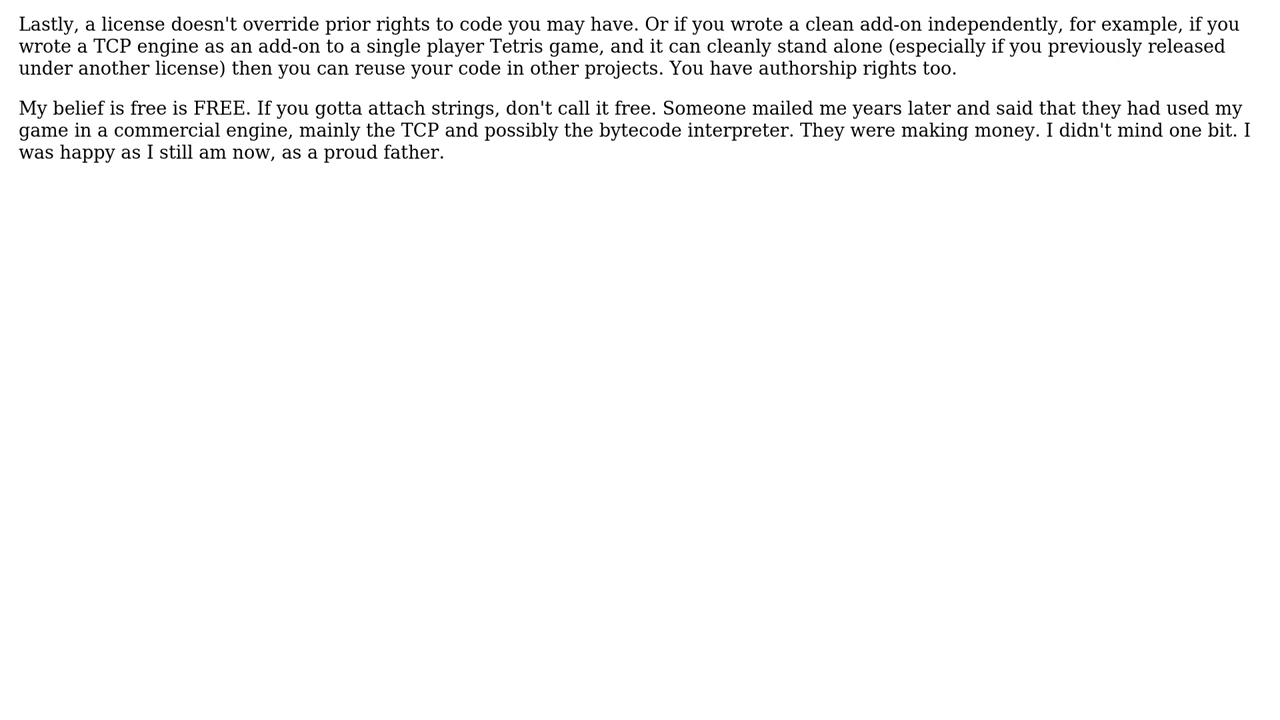 Lastly, a license doesn't override prior rights to code you may have. Or if you wrote a clean add-on independently, for example, if you
wrote a TCP engine as an add-on to a single player Tetris game, and it can cleanly stand alone (especially if you previously released
under another license) then you can reuse your code in other projects. You have authorship rights too.
My belief is free is FREE. If you gotta attach strings, don't call it free. Someone mailed me years later and said that they had used my
game in a commercial engine, mainly the TCP and possibly the bytecode interpreter. They were making money. I didn't mind one bit. I
was happy as I still am now, as a proud father.